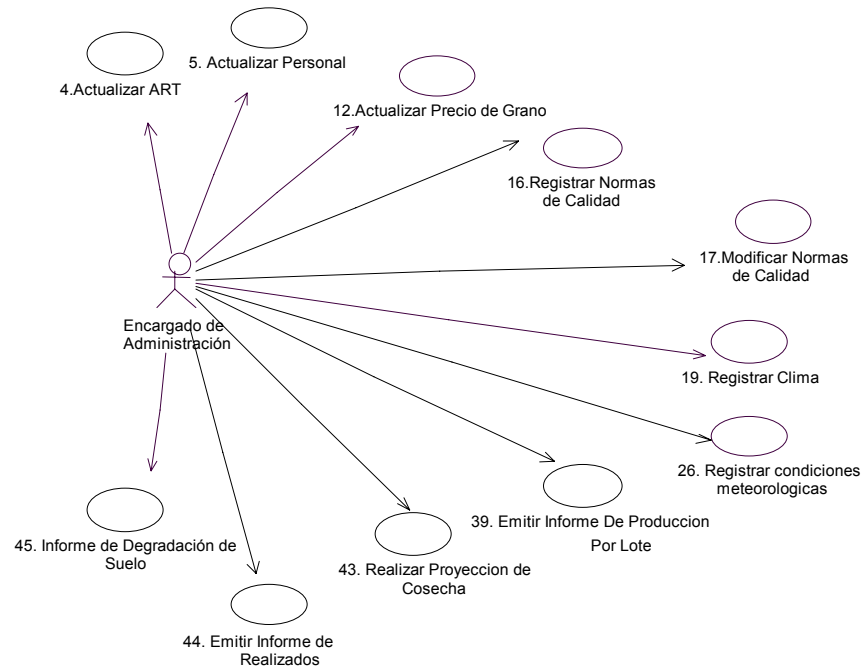 5. Actualizar Personal
4.Actualizar ART
12.Actualizar Precio de Grano
16.Registrar Normas
de Calidad
17.Modificar Normas
de Calidad
Encargado de
Administración
19. Registrar Clima
26. Registrar condiciones
meteorologicas
39. Emitir Informe De Produccion
Por Lote
45. Informe de Degradación de
Suelo
43. Realizar Proyeccion de
Cosecha
44. Emitir Informe de
Realizados